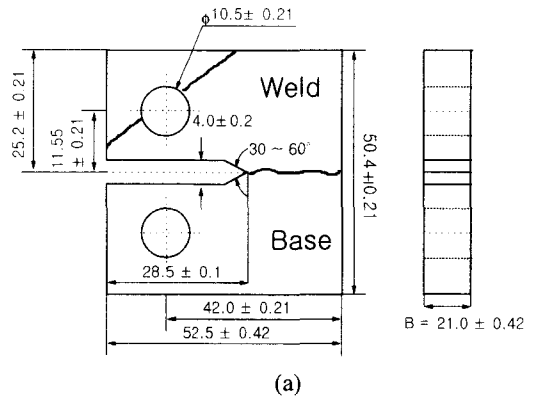 ϕ10.5± 0.21
Weld
25.2 ± 0.21
11.55
± 0.21
4.0± 0.2
30 ~ 60°
50.4 ±0.21
Base
28.5 ± 0.1
42.0 ± 0.21
52.5 ± 0.42
B = 21.0 ± 0.42
(a)